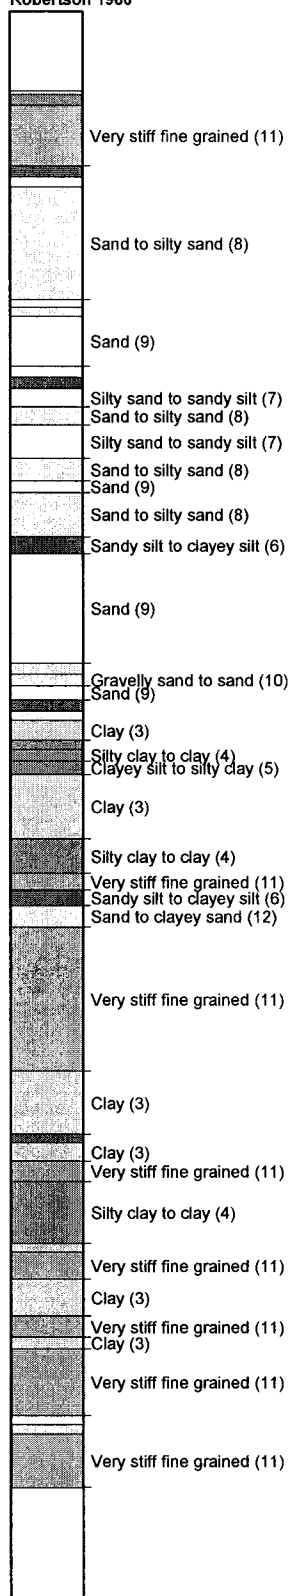 Robertson 1986
Very stiff fine grained (11)
Sand to silty sand (8)
Sand (9)
Silty sand to sandy silt (7)
Sand to silty sand (8)
Silty sand to sandy silt (7)
Sand to silty sand (8)
Sand (9)
Sand to silty sand (8)
Sandy silt to clayey silt (6)
Sand (9)
Gravelly sand to sand (10)
Sand (9)
Clay (3)
Silty clay to clay (4)
Clayey silt to silty clay (5)
Clay (3)
Silty clay to clay (4)
Very stiff fine grained (11)
Sandy silt to clayey silt (6)
Sand to clayey sand (12)
Very stiff fine grained (11)
Clay (3)
Clay (3)
Very stiff fine grained (11)
Silty clay to clay (4)
Very stiff fine grained (11)
Clay (3)
Very stiff fine grained (11)
Clay (3)
Very stiff fine grained (11)
Very stiff fine grained (11)